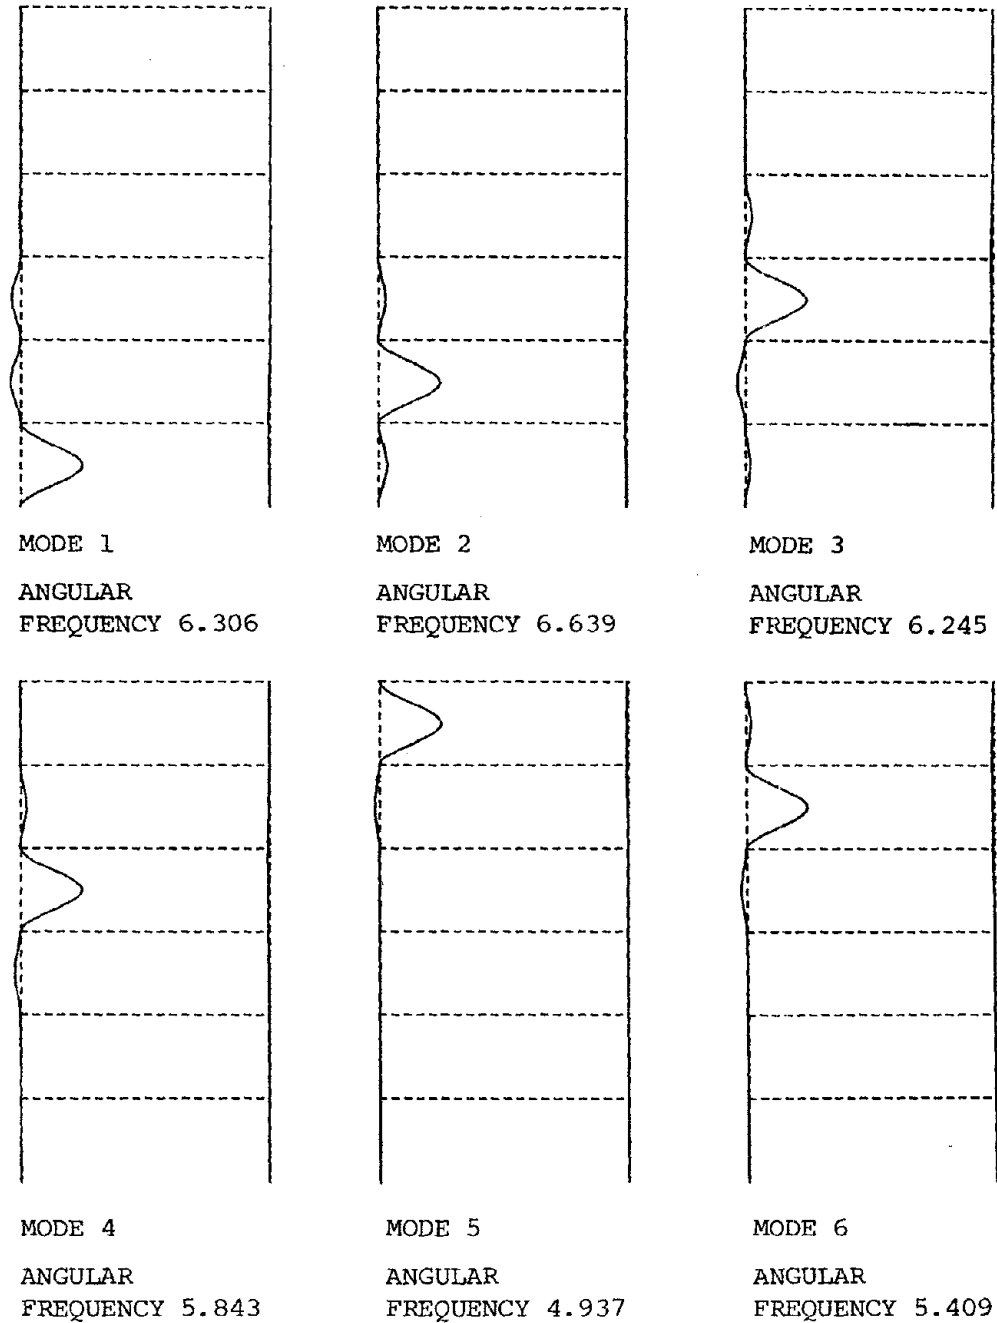 MODE 1
ANGULAR
FREQUENCY 6.306
MODE 2
ANGULAR
FREQUENCY 6.639
MODE 3
ANGULAR
FREQUENCY 6.245
MODE 4
ANGULAR
FREQUENCY 5.843
MODE 5
ANGULAR
FREQUENCY 4.937
MODE 6
ANGULAR
FREQUENCY 5.409